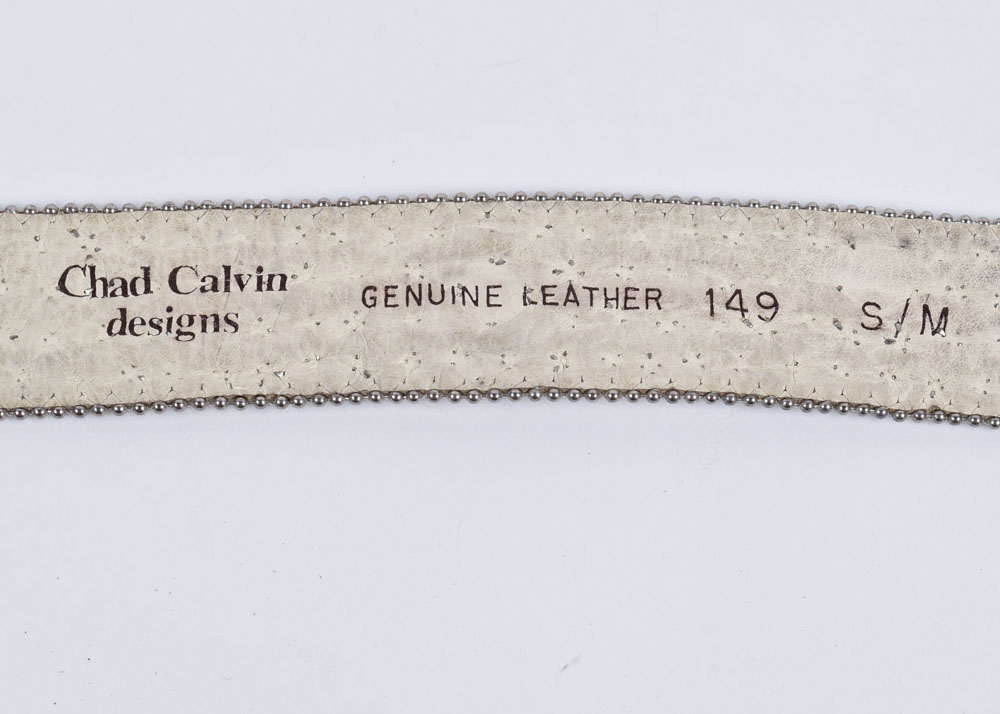 Chad Calvin
designs
GENUINE LEATHER 149 S/M